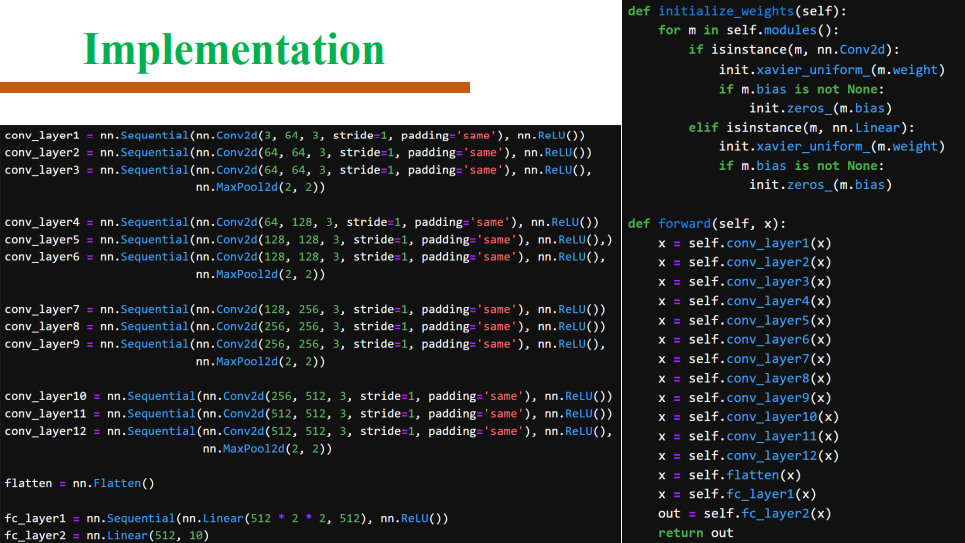 Implementation
conv_layer1 = nn.Sequential(nn.Conv2d(3, 64, 3, stride=1, padding='same'), nn.ReLU())
conv_layer2 = nn.Sequential(nn.Conv2d(64, 64, 3, stride=1, padding='same'), nn.ReLU())
conv_layer3 = nn.Sequential(nn.Conv2d(64, 64, 3, stride=1, padding='same'), nn.ReLU(),
nn.MaxPool2d(2, 2))
conv_layer4 = nn.Sequential(nn.Conv2d(64, 128, 3, stride=1, padding='same'), nn.ReLU())
conv_layer5 = nn.Sequential(nn.Conv2d(128, 128, 3, stride=1, padding='same'), nn.ReLU(),)
conv_layer6 = nn.Sequential(nn.Conv2d(128, 128, 3, stride=1, padding='same'), nn.ReLU(),
nn.MaxPool2d(2, 2))
conv_layer7 = nn.Sequential(nn.Conv2d(128, 256, 3, stride=1, padding='same'), nn.ReLU())
conv_layer8 = nn.Sequential(nn.Conv2d(256, 256, 3, stride=1, padding='same'), nn.ReLU())
conv_layer9 = nn.Sequential(nn.Conv2d(256, 256, 3, stride=1, padding='same'), nn.ReLU(),
nn.MaxPool2d(2, 2))
conv_layer10 = nn.Sequential(nn.Conv2d(256, 512, 3, stride=1, padding='same'), nn.ReLU())
conv_layer11 = nn.Sequential(nn.Conv2d(512, 512, 3, stride=1, padding='same'), nn.ReLU())
conv_layer12 = nn.Sequential(nn.Conv2d(512, 512, 3, stride=1, padding='same'), nn.ReLU(),
nn.MaxPool2d(2, 2))
flatten = nn.Flatten()
fc_layer1 = nn.Sequential(nn.Linear(512 * 2 * 2, 512), nn.ReLU())
fc_layer2 = nn.Linear(512, 10)
def initialize_weights(self):
for m in self.modules():
if isinstance(m, nn.Conv2d):
init.xavier_uniform_(m.weight)
if m.bias is not None:
init.zeros_(m.bias)
elif isinstance(m, nn.Linear):
init.xavier_uniform_(m.weight)
if m.bias is not None:
init.zeros_(m.bias)
def forward(self, x):
x = self.conv_layer1(x)
x = self.conv_layer2(x)
x = self.conv_layer3(x)
x = self.conv_layer4(x)
x = self.conv_layer5(x)
x = self.conv_layer6(x)
x = self.conv_layer7(x)
x = self.conv_layer8(x)
x = self.conv_layer9(x)
x = self.conv_layer10(x)
x = self.conv_layer11(x)
x = self.conv_layer12(x)
x = self.flatten(x)
x = self.fc_layer1(x)
out = self.fc_layer2(x)
return out